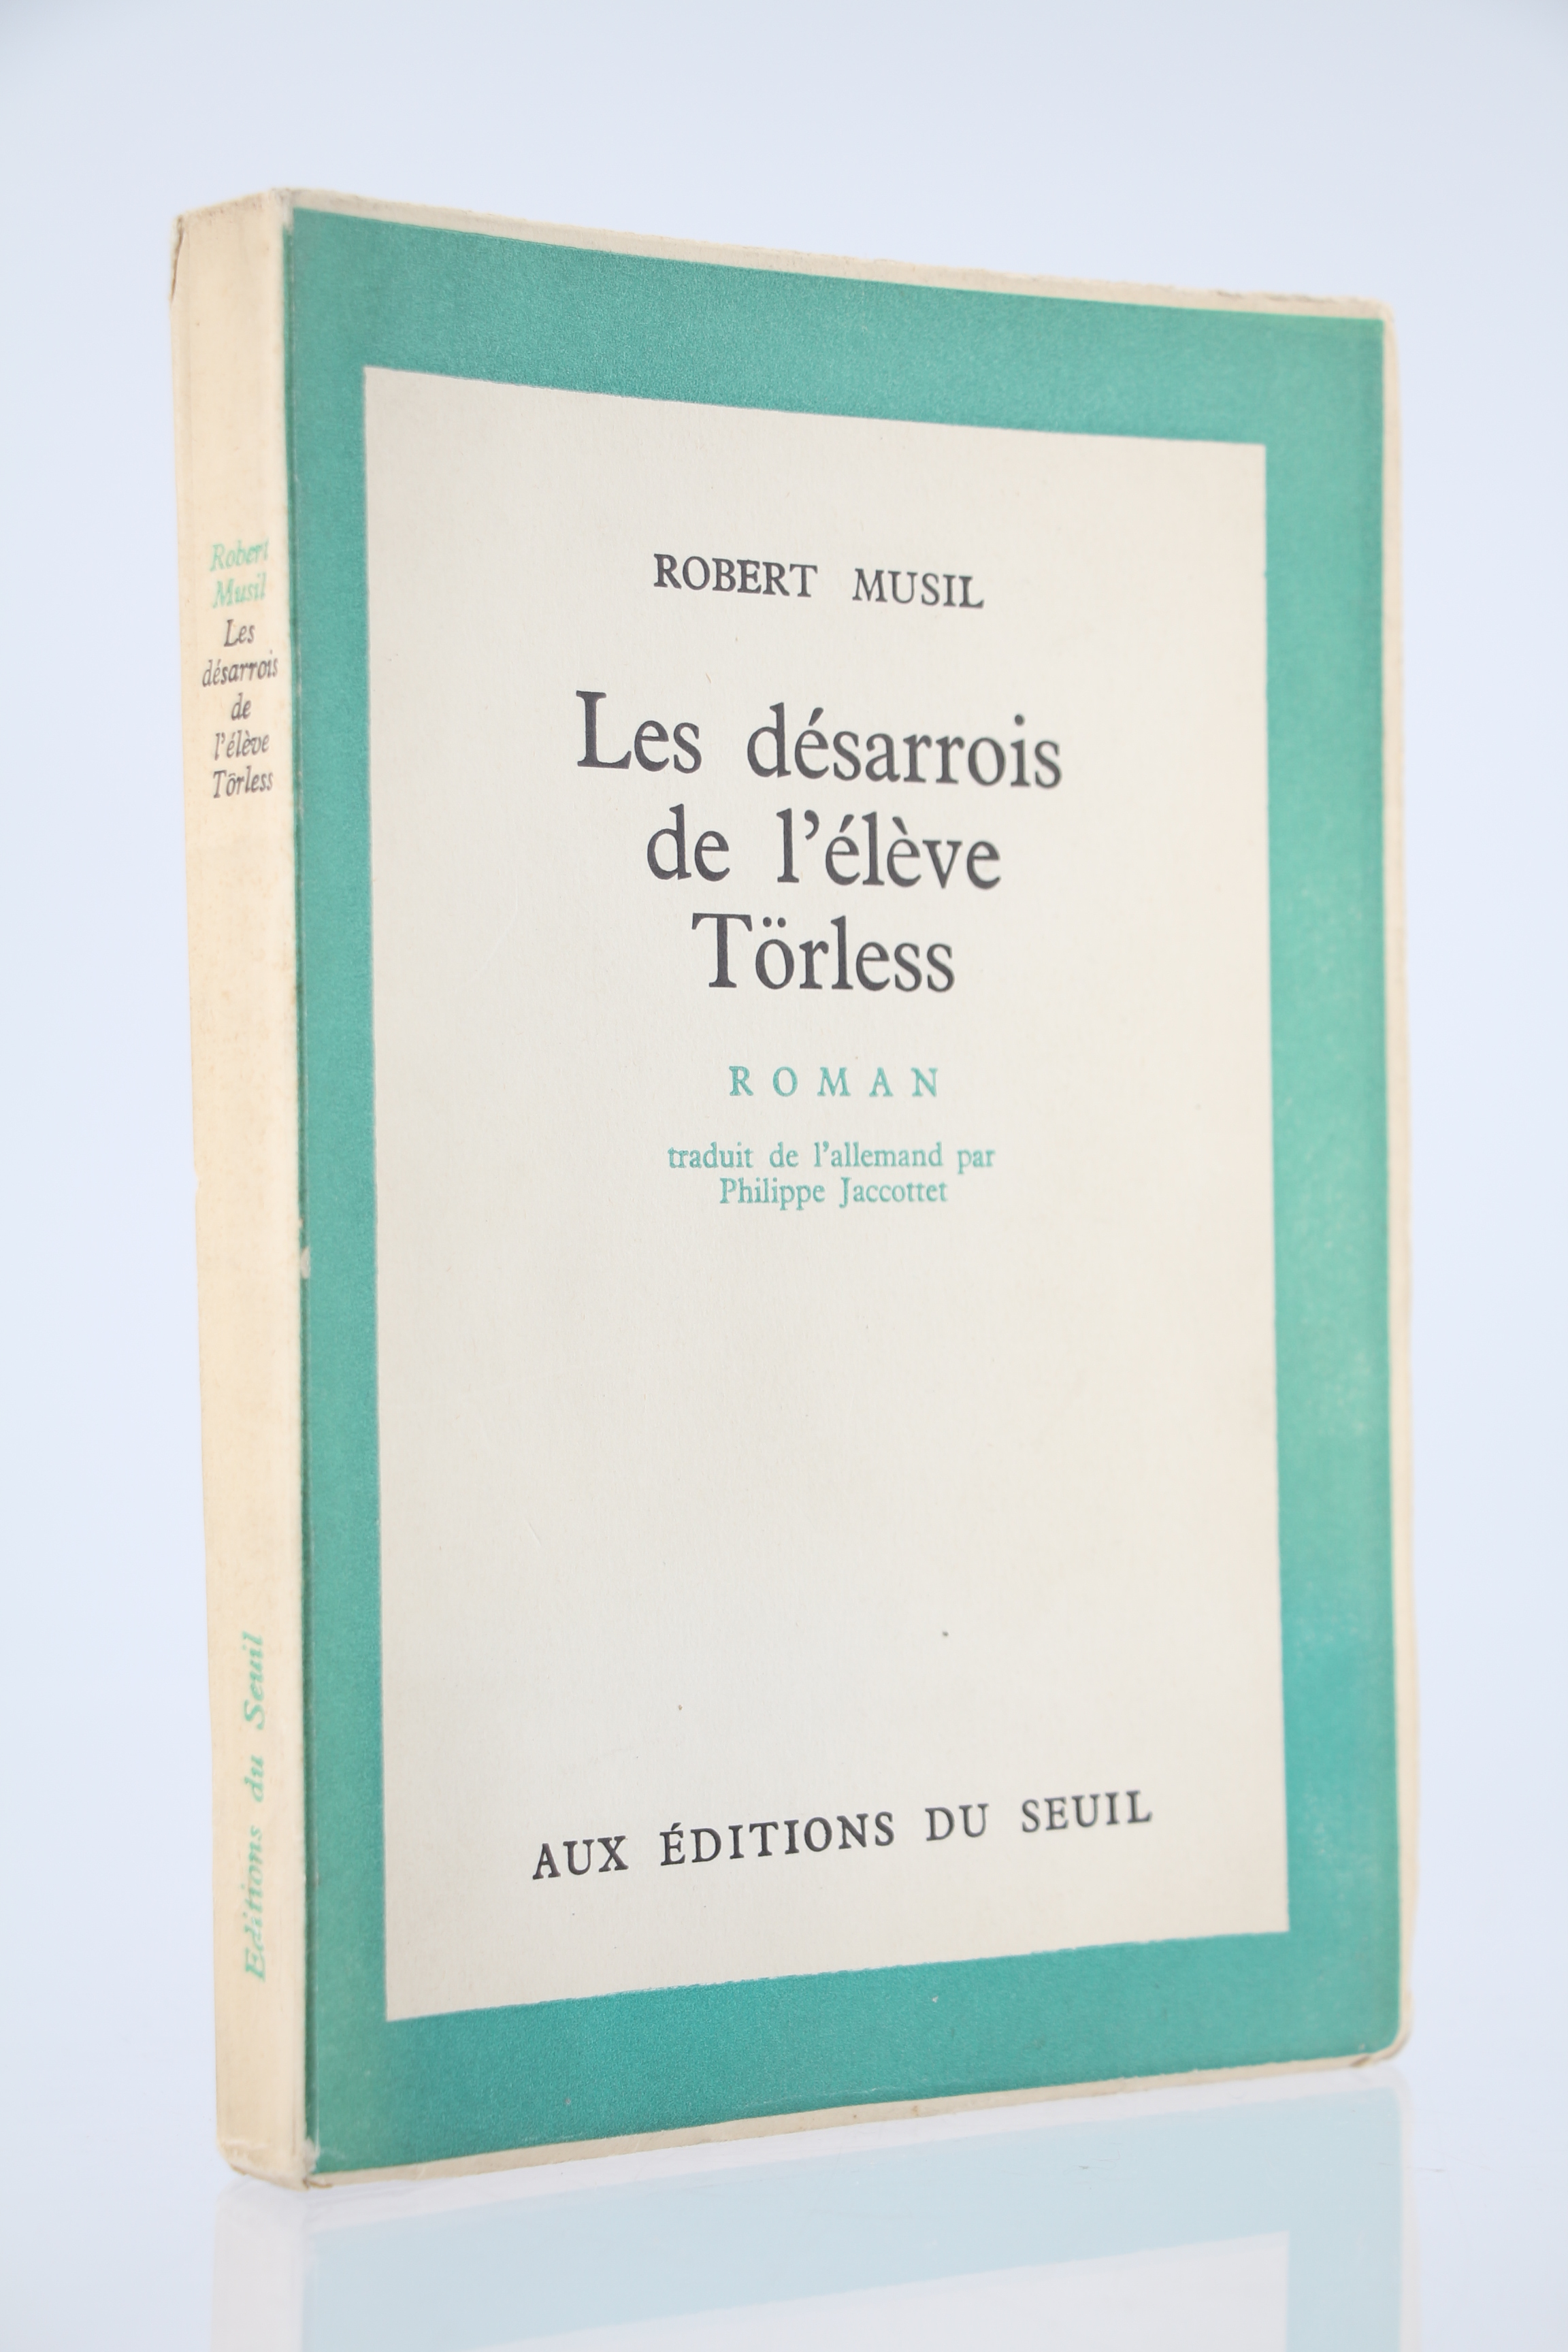 Robert
Musil
Les
désarrois
de
l'élève
Törless
Editions du Seuil
ROBERT MUSIL
Les désarrois
de l'élève
Törless
ROMAN
traduit de l'allemand par
Philippe Jaccottet
AUX ÉDITIONS DU SEUIL